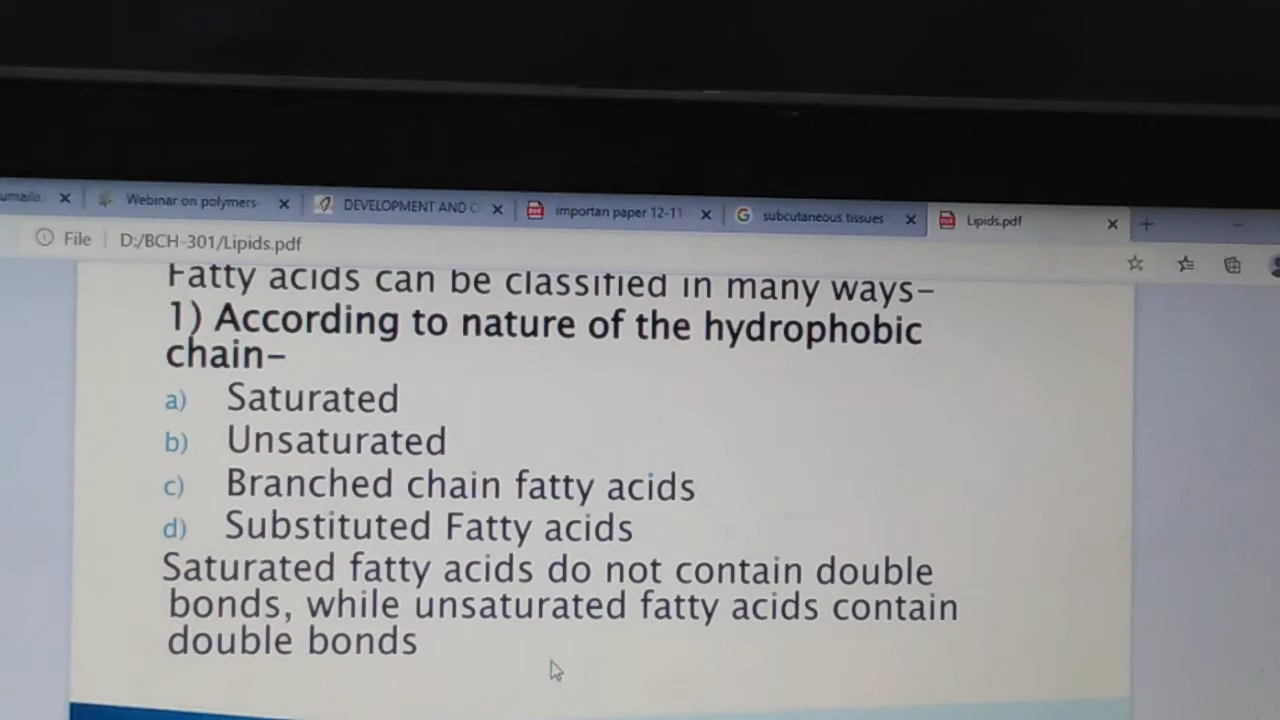 umaila
Webinar on polymers-
DEVELOPMENT AND C
importan paper 12-11
subcutaneous tissues
Lipids.pdf
File
D:/BCH-301/Lipids.pdf
Fatty acids can be classified in many ways-
1) According to nature of the hydrophobic
chain-
a) Saturated
b) Unsaturated
c) Branched chain fatty acids
d) Substituted Fatty acids
Saturated fatty acids do not contain double
bonds, while unsaturated fatty acids contain
double bonds